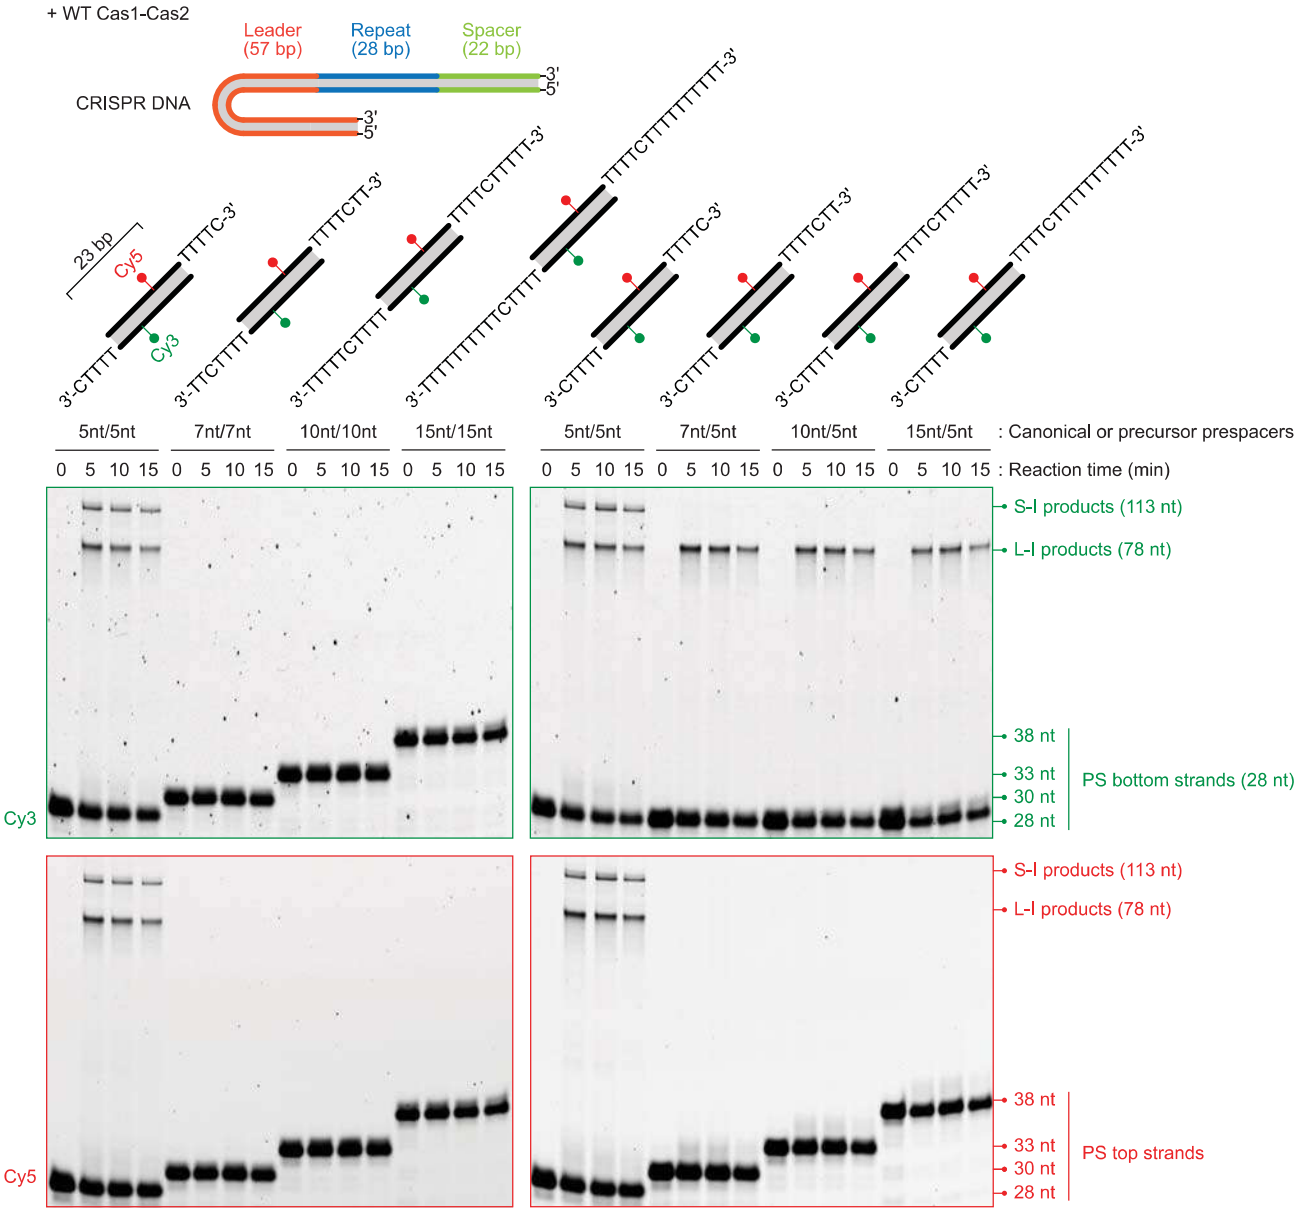 + WT Cas1-Cas2
Leader
(57 bp)
Repeat
(28 bp)
Spacer
(22 bp)
CRISPR DNA
-3'
-5'
-3'
-5'
23 bp
Cy5
Cy3
TTTTC-3'
3'-CTTTT
TTTTCTT-3'
3'-TTCTTTT
TTTTCTTTTT-3'
3'-TTTTTCTTTT
TTTTCTTTTTTTTTT-3'
3'-TTTTTTTTTTCTTTT
TTTTC-3'
3'-CTTTT
TTTTCTT-3'
3'-CTTTT
TTTTCTTTTT-3'
3'-CTTTT
TTTTCTTTTTTTTTT-3'
3'-CTTTT
5nt/5nt 7nt/7nt 10nt/10nt 15nt/15nt 5nt/5nt 7nt/5nt 10nt/5nt 15nt/5nt : Canonical or precursor prespacers
0 5 10 15 0 5 10 15 0 5 10 15 0 5 10 15 0 5 10 15 0 5 10 15 0 5 10 15 0 5 10 15 : Reaction time (min)
S-I products (113 nt)
L-I products (78 nt)
38 nt
33 nt
30 nt
28 nt
PS bottom strands (28 nt)
Cy3
S-I products (113 nt)
L-I products (78 nt)
38 nt
33 nt
30 nt
28 nt
PS top strands
Cy5